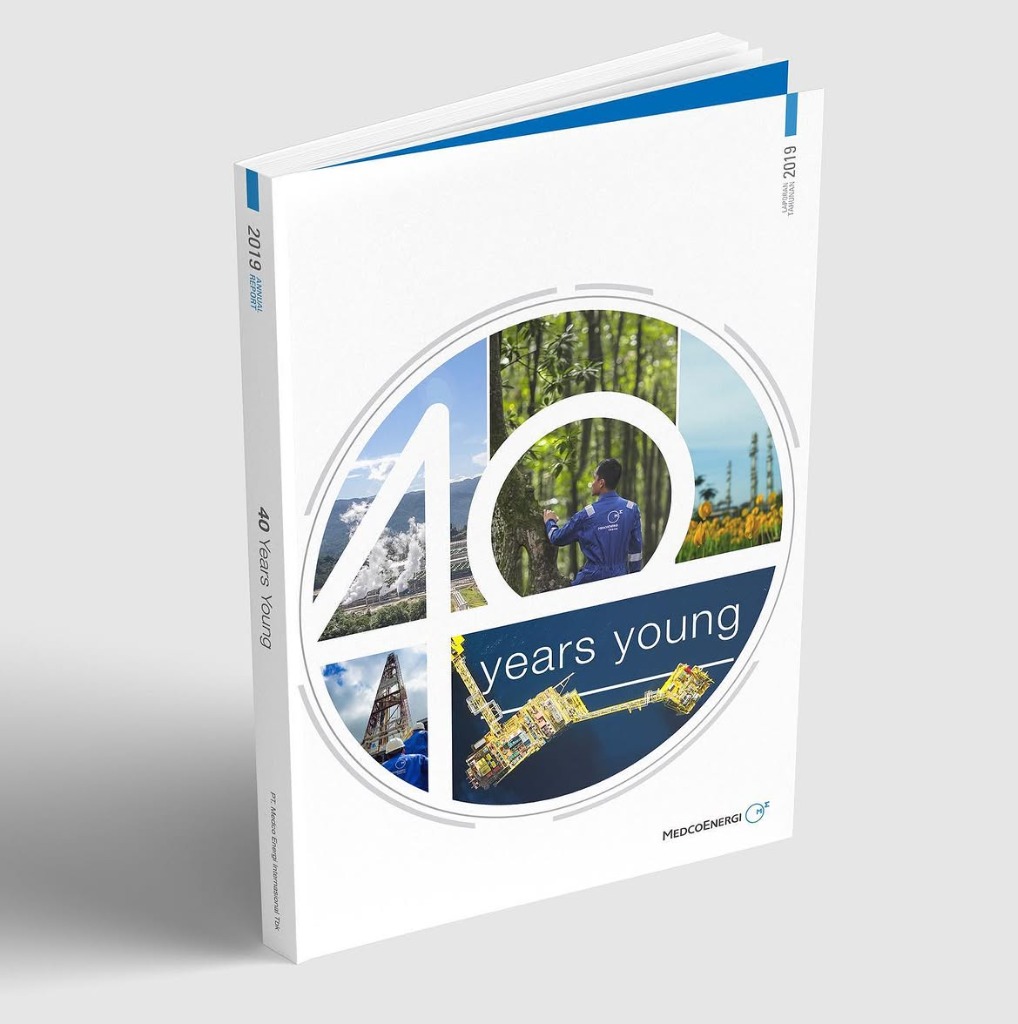 2019
ANNUAL
REPORT
40 Years Young
PT. Medco Energi Internasional Tbk
LAPORAN
TAHUNAN
2019
40
years young
MEDCOENERGI